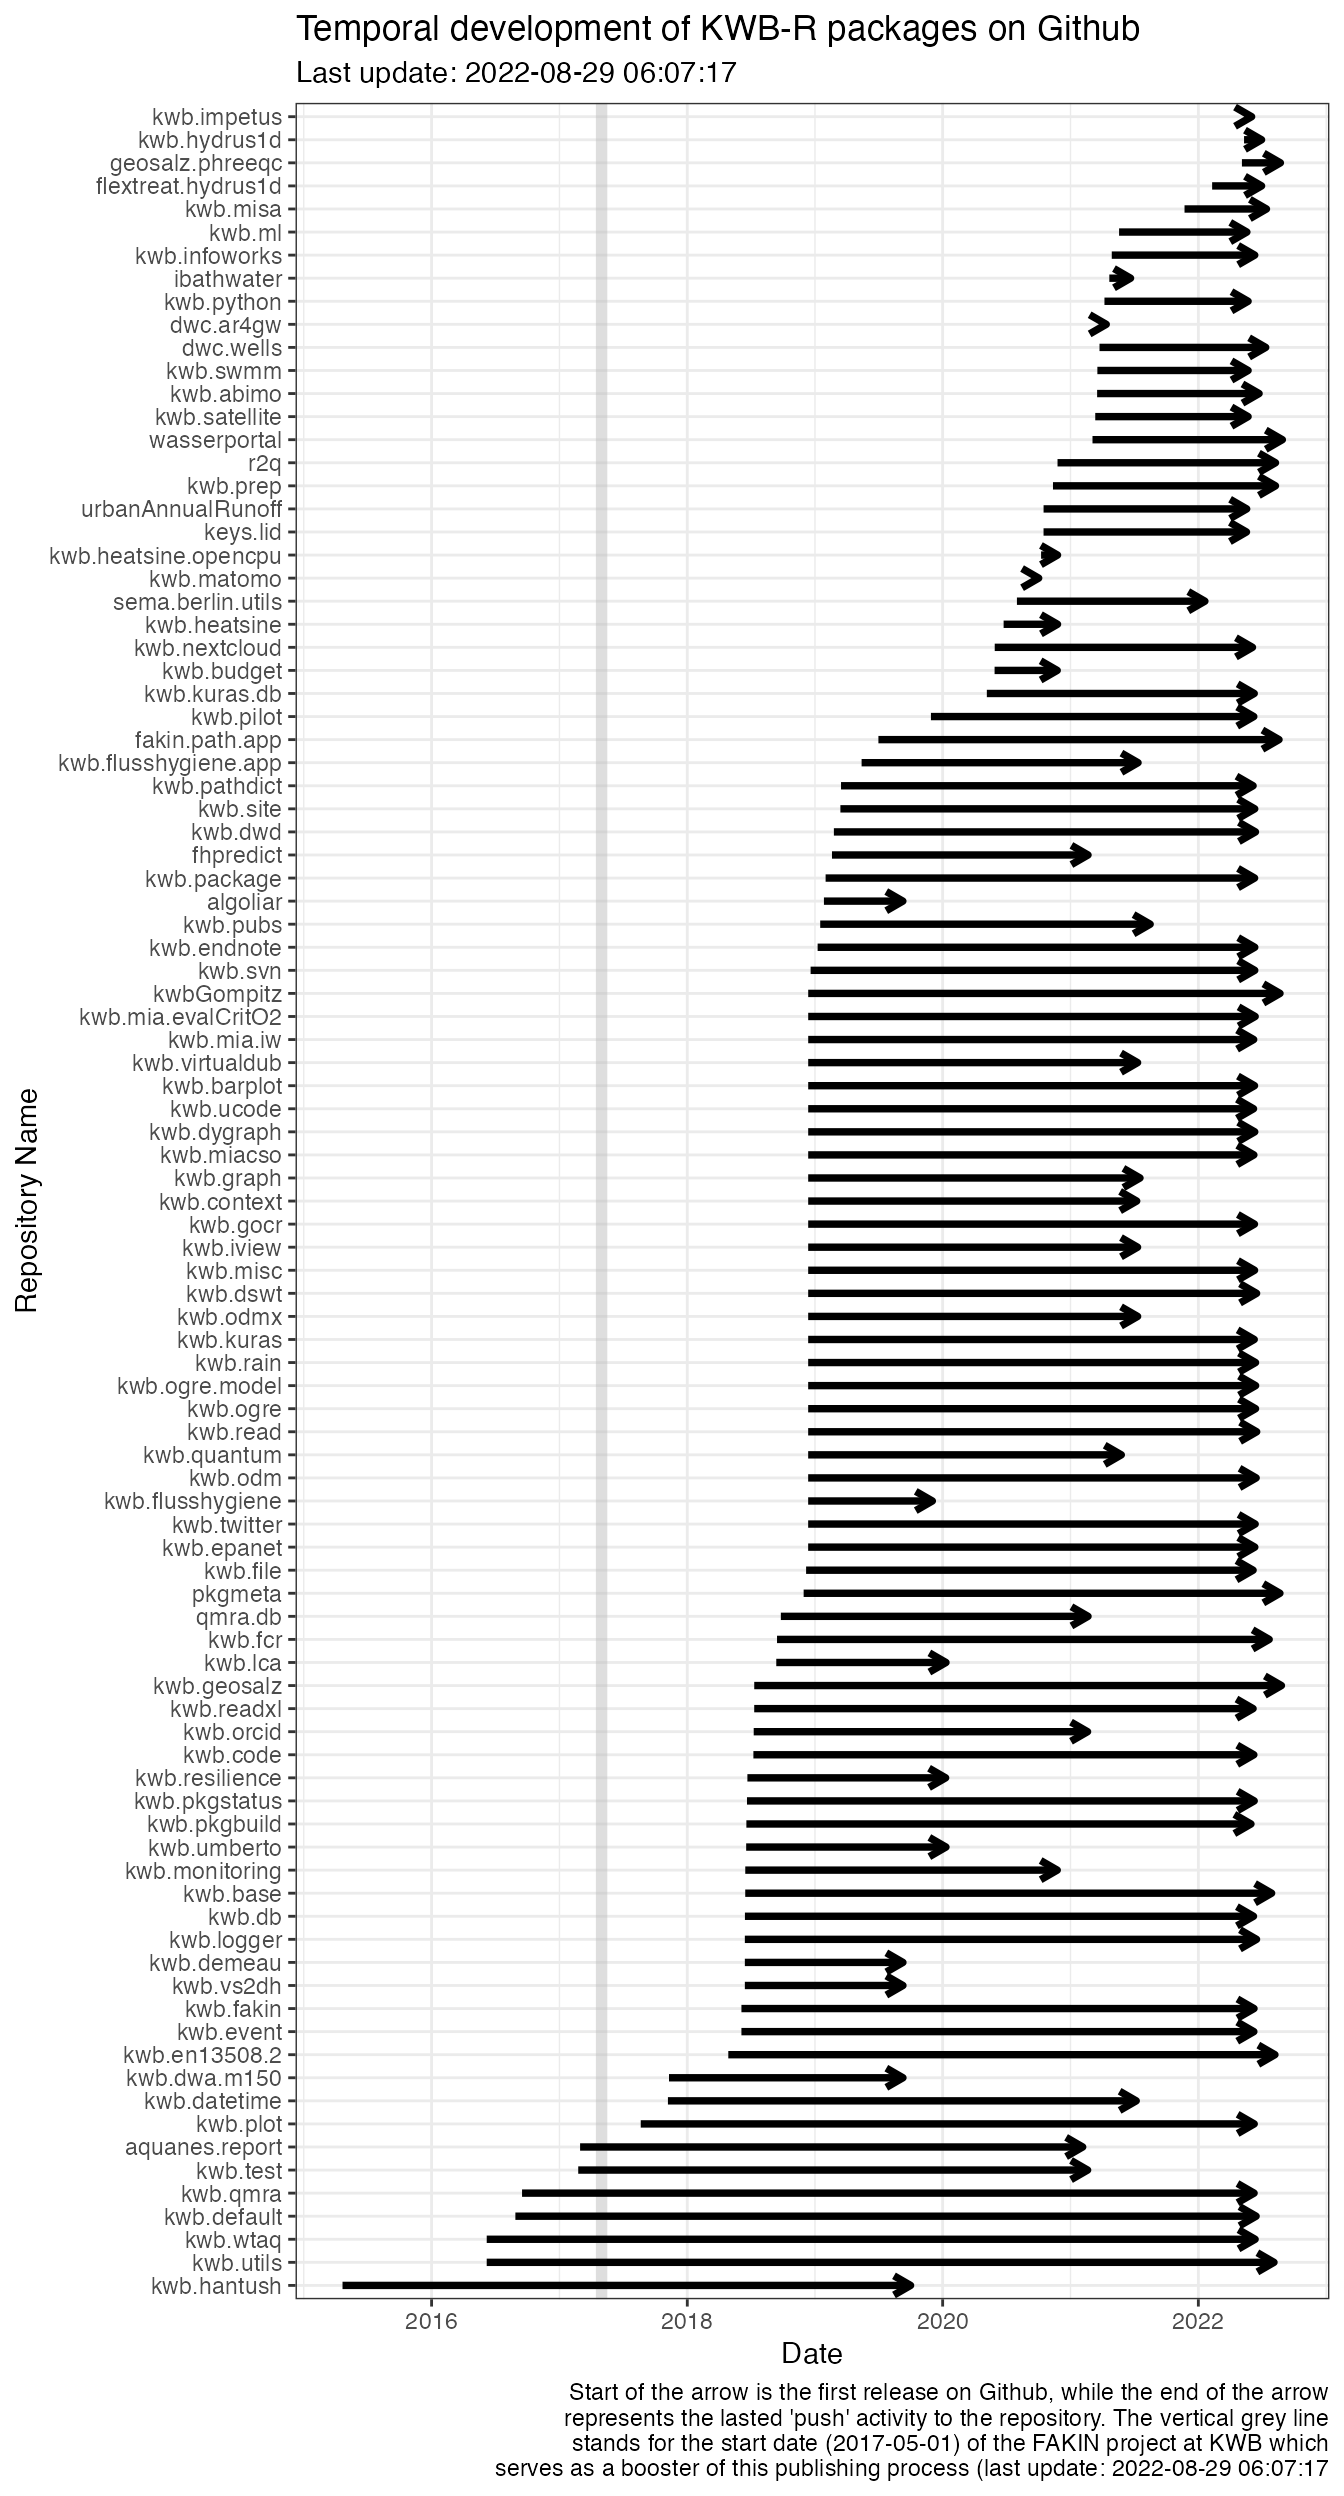 Temporal development of KWB-R packages on Github
Last update: 2022-08-29 06:07:17
kwb.impetus
kwb.hydrus1d
geosalz.phreeqc
flextreat.hydrus1d
kwb.misa
kwb.ml
kwb.infoworks
ibathwater
kwb.python
dwc.ar4gw
dwc.wells
kwb.swmm
kwb.abimo
kwb.satellite
wasserportal
r2q
kwb.prep
urbanAnnualRunoff
keys.lid
kwb.heatsine.opencpu
kwb.matomo
sema.berlin.utils
kwb.heatsine
kwb.nextcloud
kwb.budget
kwb.kuras.db
kwb.pilot
fakin.path.app
kwb.flusshygiene.app
kwb.pathdict
kwb.site
kwb.dwd
fhpredict
kwb.package
algoliar
kwb.pubs
kwb.endnote
kwb.svn
kwbGompitz
kwb.mia.evalCritO2
kwb.mia.iw
kwb.virtualdub
kwb.barplot
kwb.ucode
kwb.dygraph
kwb.miacso
kwb.graph
kwb.context
kwb.gocr
kwb.iview
kwb.misc
kwb.dswt
kwb.odmx
kwb.kuras
kwb.rain
kwb.ogre.model
kwb.ogre
kwb.read
kwb.quantum
kwb.odm
kwb.flusshygiene
kwb.twitter
kwb.epanet
kwb.file
pkgmeta
qmra.db
kwb.fcr
kwb.lca
kwb.geosalz
kwb.readxl
kwb.orcid
kwb.code
kwb.resilience
kwb.pkgstatus
kwb.pkgbuild
kwb.umberto
kwb.monitoring
kwb.base
kwb.db
kwb.logger
kwb.demeau
kwb.vs2dh
kwb.fakin
kwb.event
kwb.en13508.2
kwb.dwa.m150
kwb.datetime
kwb.plot
aquanes.report
kwb.test
kwb.qmra
kwb.default
kwb.wtaq
kwb.utils
kwb.hantush
Repository Name
2016 2018 2020 2022
Date
Start of the arrow is the first release on Github, while the end of the arrow
represents the lasted 'push' activity to the repository. The vertical grey line
stands for the start date (2017-05-01) of the FAKIN project at KWB which
serves as a booster of this publishing process (last update: 2022-08-29 06:07:17